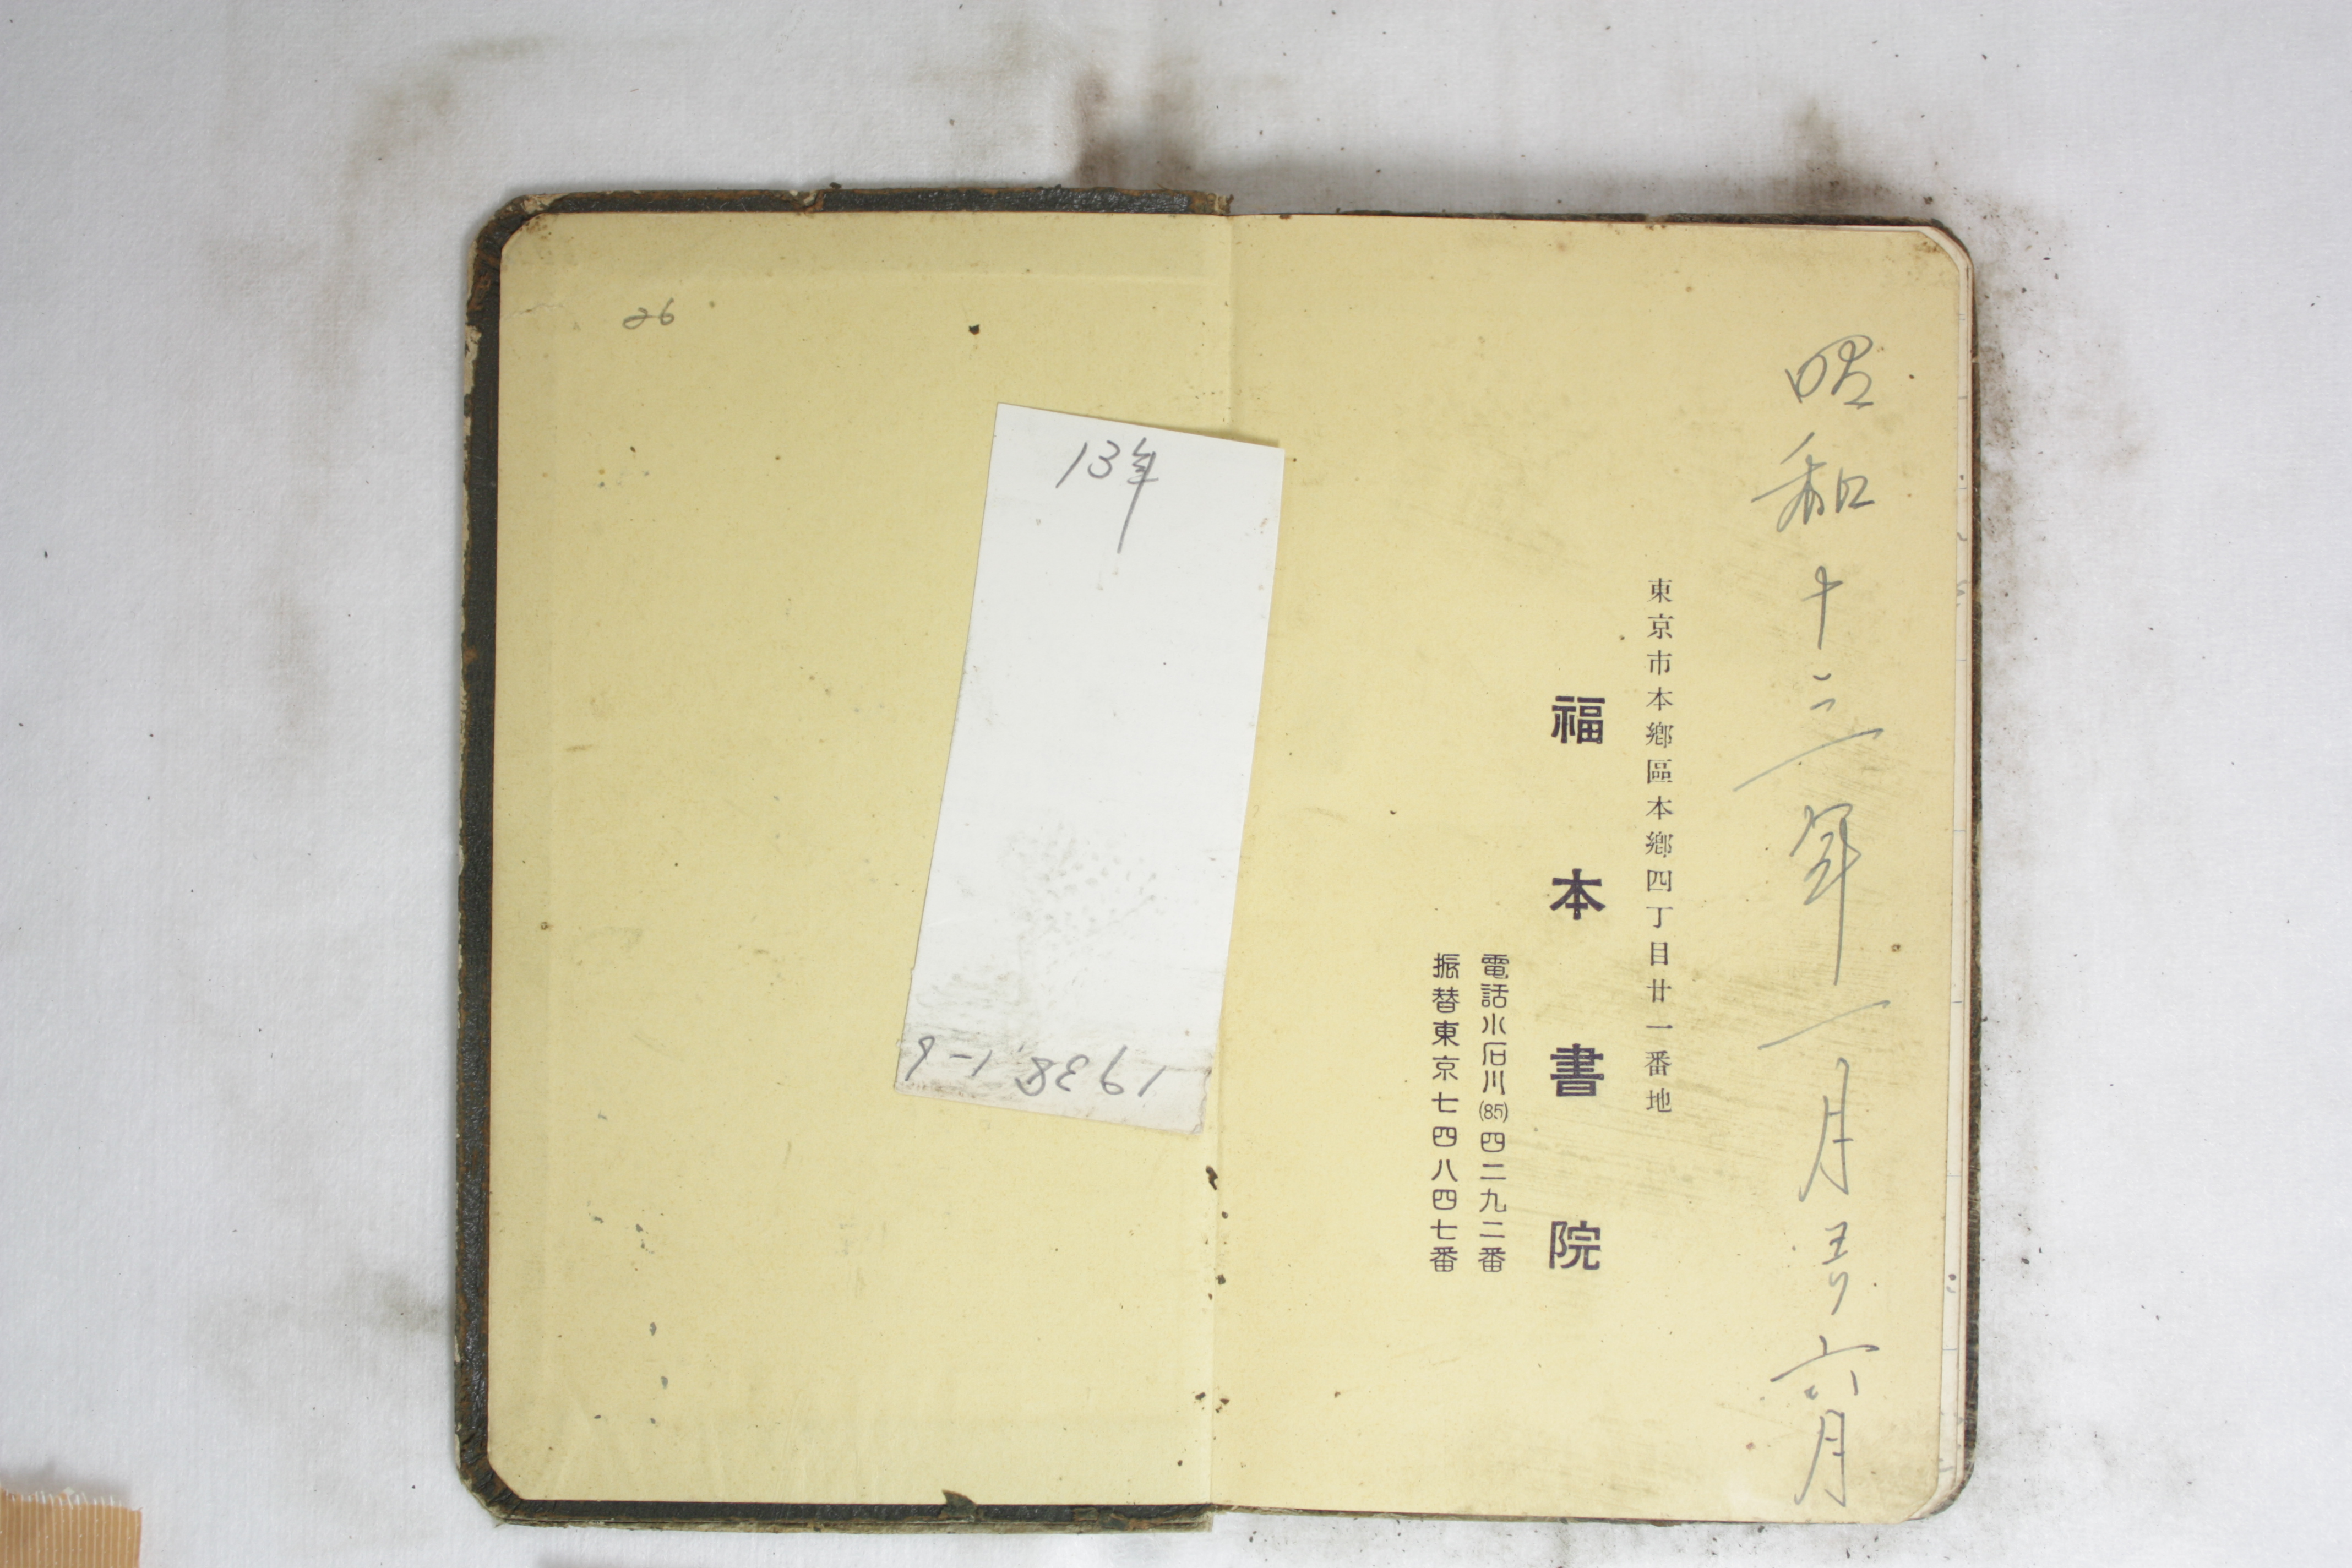 昭和十三年一月ヨリ六月
東京市本鄕區本鄕四丁目廿一番地
福本書院
電話小石川(85)四二九二番
振替東京七四八四七番
13年
1938, 1-6
26